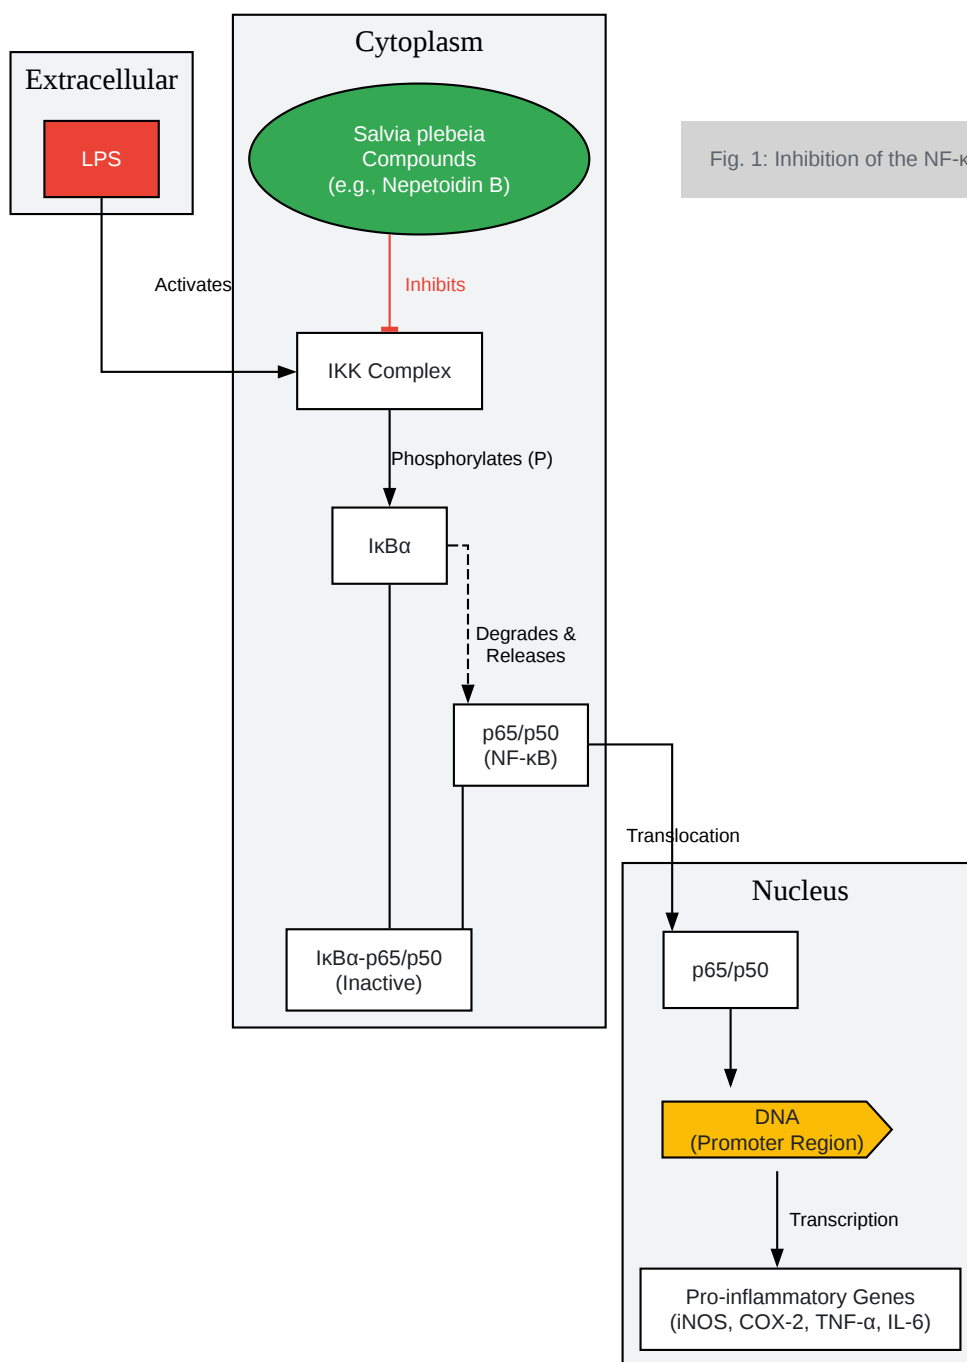 Cytoplasm
Extracellular
LPS
Salvia plebeia
Compounds
(e.g., Nepetoidin B)
Fig. 1: Inhibition of the NF-κ
Activates
Inhibits
IKK Complex
Phosphorylates (P)
IκBα
Degrades &
Releases
p65/p50
(NF-κB)
Translocation
Nucleus
IκBα-p65/p50
(Inactive)
p65/p50
DNA
(Promoter Region)
Transcription
Pro-inflammatory Genes
(iNOS, COX-2, TNF-α, IL-6)